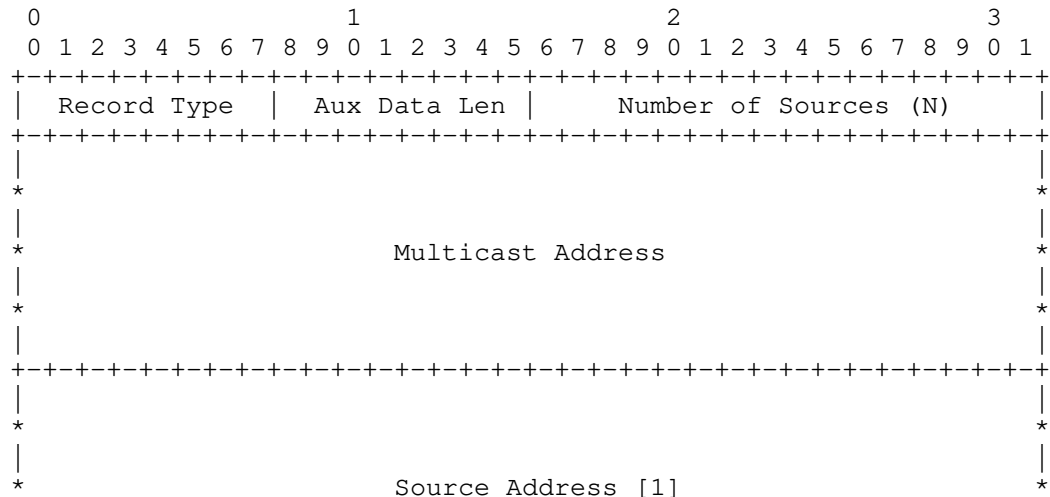 0                   1                   2                   3
0 1 2 3 4 5 6 7 8 9 0 1 2 3 4 5 6 7 8 9 0 1 2 3 4 5 6 7 8 9 0 1
+-+-+-+-+-+-+-+-+-+-+-+-+-+-+-+-+-+-+-+-+-+-+-+-+-+-+-+-+-+-+-+-+
|  Record Type  |  Aux Data Len |     Number of Sources (N)     |
+-+-+-+-+-+-+-+-+-+-+-+-+-+-+-+-+-+-+-+-+-+-+-+-+-+-+-+-+-+-+-+-+
|                                                               |
*                                                               *
|                                                               |
*                       Multicast Address                       *
|                                                               |
*                                                               *
|                                                               |
+-+-+-+-+-+-+-+-+-+-+-+-+-+-+-+-+-+-+-+-+-+-+-+-+-+-+-+-+-+-+-+-+
|                                                               |
*                                                               *
|                                                               |
*                       Source Address [1]                      *